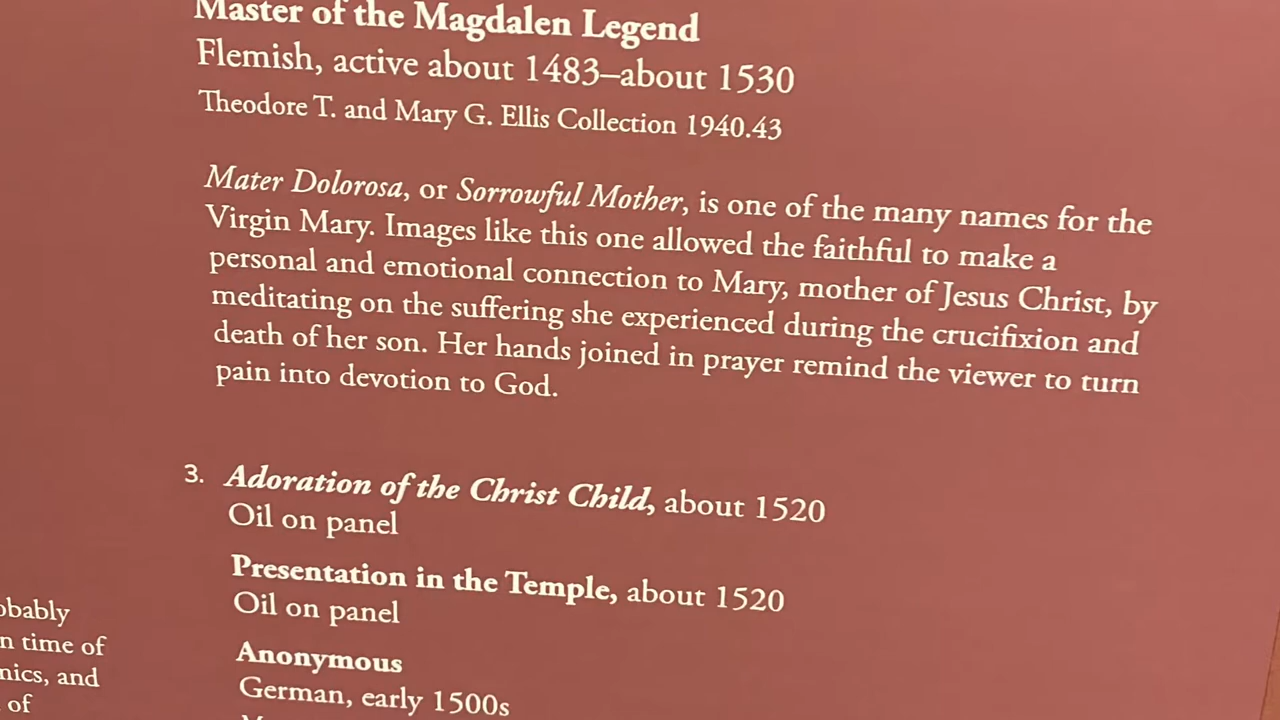 Master of the Magdalen Legend
Flemish, active about 1483–about 1530
Theodore T. and Mary G. Ellis Collection 1940.43
Mater Dolorosa, or Sorrowful Mother, is one of the many names for the
Virgin Mary. Images like this one allowed the faithful to make a
personal and emotional connection to Mary, mother of Jesus Christ, by
meditating on the suffering she experienced during the crucifixion and
death of her son. Her hands joined in prayer remind the viewer to turn
pain into devotion to God.
3. Adoration of the Christ Child, about 1520
Oil on panel
Presentation in the Temple, about 1520
Oil on panel
Anonymous
German, early 1500s
time of
and
of